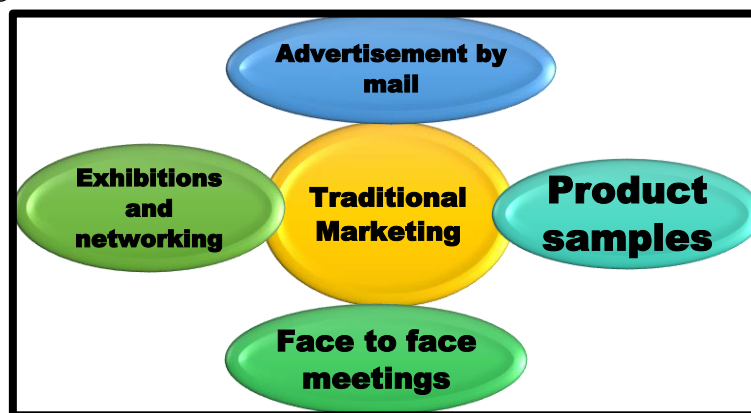 Advertisement by
mail
Exhibitions
and
networking
Traditional
Marketing
Product
samples
Face to face
meetings